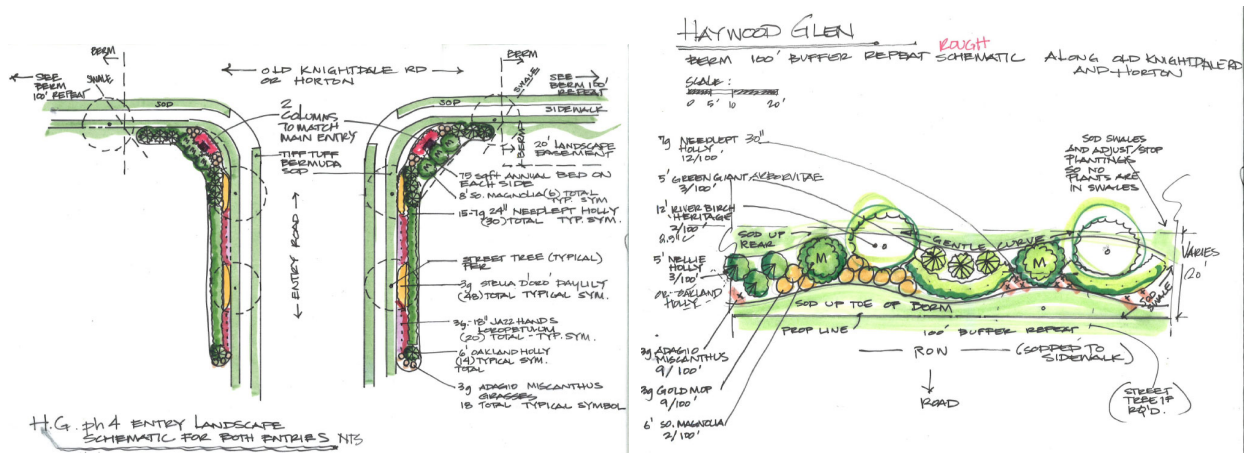 BERM
BERM
SEE
BERM
100' REPEAT
SWALE
OLD KNIGHTDALE RD
OR HORTON
SWALE
SEE
BERM 100'
REPEAT
SOD
SOD
SIDEWALK
2
COLUMNS
TO MATCH
MAIN ENTRY
BERM
20' LANDSCAPE
EASEMENT
TIFF TUFF
BERMUDA
SOD
75 SQFT ANNUAL BED ON
EACH SIDE
8' SO. MAGNOLIA (6) TOTAL
TYP. SYM
15-7g 24" NEEDLEPT HOLLY
(30) TOTAL TYP. SYM.
ENTRY ROAD
STREET TREE (TYPICAL)
PER
3g STELLA D'ORO DAYLILY
(48) TOTAL TYPICAL SYM.
3g-18" JAZZ HANDS
LOROPETULUM
(20) TOTAL - TYP. SYM.
6' OAKLAND HOLLY
(14) TYPICAL SYM.
TOTAL
3g ADAGIO MISCANTHUS
GRASSES
18 TOTAL TYPICAL SYMBOL
H.G. ph 4 ENTRY LANDSCAPE
SCHEMATIC FOR BOTH ENTRIES NTS
HAYWOOD GLEN
ROUGH
BERM 100' BUFFER REPEAT SCHEMATIC ALONG OLD KNIGHTDALE RD
AND HORTON
SCALE:
0 5' 10 20'
7g NEEDLEPT 30"
HOLLY
12/100'
5' GREEN GIANT ARBORVITAE
3/100'
12' RIVER BIRCH
HERITAGE
2/100'
5' NELLIE
HOLLY
3/100'
OR OAKLAND
HOLLY
SOD UP
REAR
GENTLE CURVE
M
M
SOD SWALES
AND ADJUST/STOP
PLANTINGS
SO NO
PLANTS ARE
IN SWALES
VARIES
20'
SOD
SWALE
SOD UP TOE OF BORM
PROP LINE
100' BUFFER REPEAT
ROW
(SODDED TO
SIDEWALK)
ROAD
(STREET
TREE IF
RQ'D.)
3g ADAGIO
MISCANTHUS
9/100'
3g GOLD MOP
9/100'
6' SO. MAGNOLIA
2/100'